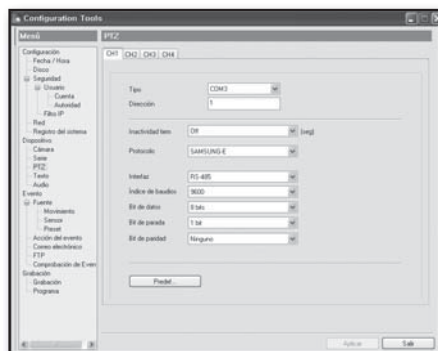 Configuration Tools
Menú
PTZ
Configuración
Fecha / Hora
Disco
Seguridad
Usuario
Cuenta
Autoridad
Filtro IP
Red
Registro del sistema
Dispositivo
Cámara
Serie
PTZ
Texto
Audio
Evento
Fuente
Movimiento
Sensor
Preset
Acción del evento
Correo electrónico
FTP
Comprobación de Even
Grabación
Grabación
Programa
CH1 CH2 CH3 CH4
Tipo COM3
Dirección 1
Inactividad tiem Off (seg)
Protocolo SAMSUNG-E
Interfaz RS-485
Índice de baudios 9600
Bit de datos 8 bits
Bit de parada 1 bit
Bit de paridad Ninguno
Predef...
Aplicar Salir